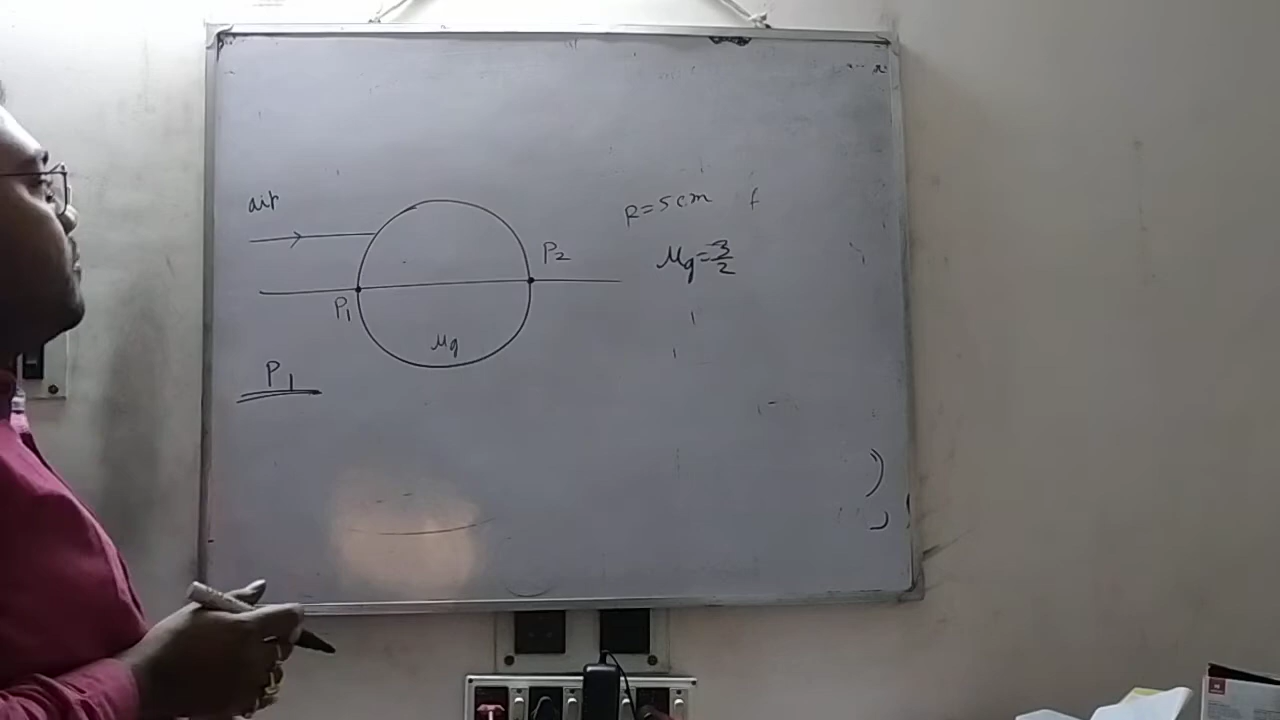 air
R=5cm f
P2
μg=3/2
P1
μg
P1